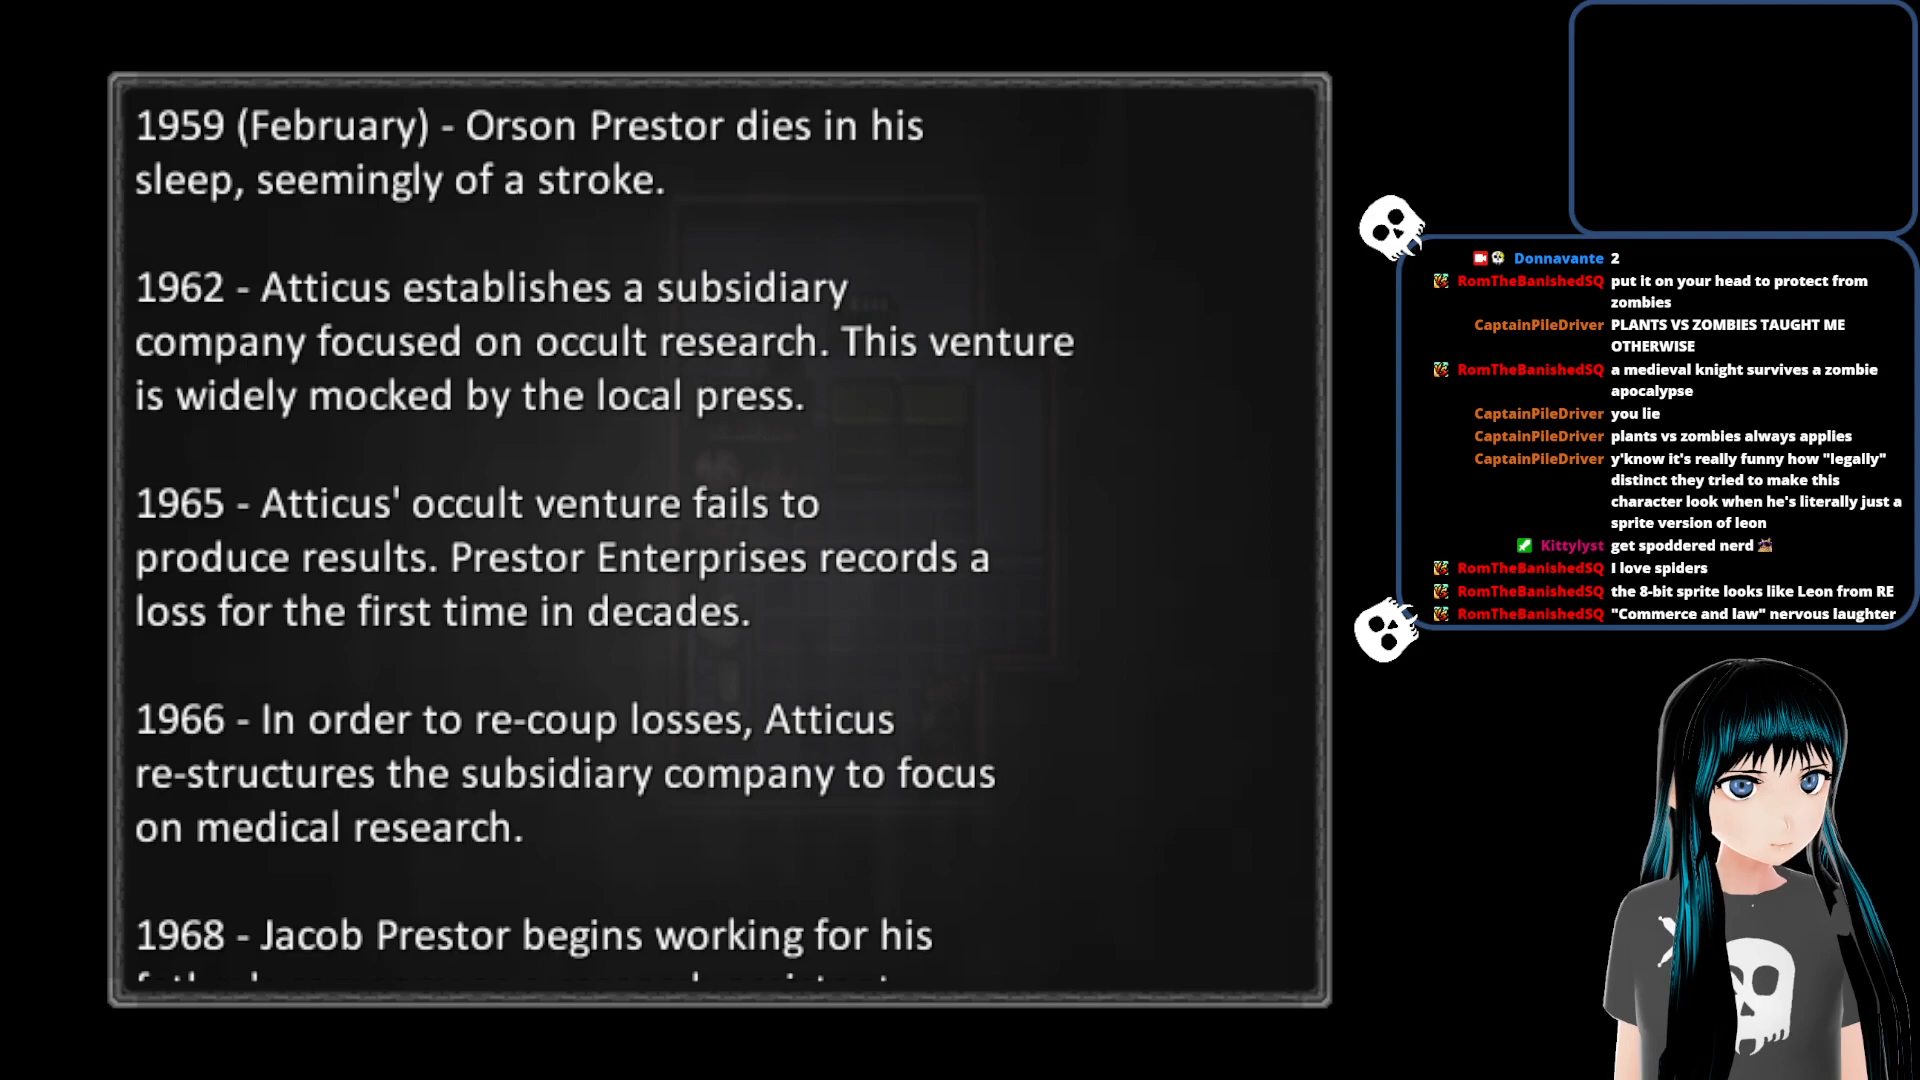 1959 (February) - Orson Prestor dies in his
sleep, seemingly of a stroke.
1962 - Atticus establishes a subsidiary
company focused on occult research. This venture
is widely mocked by the local press.
1965 - Atticus' occult venture fails to
produce results. Prestor Enterprises records a
loss for the first time in decades.
1966 - In order to re-coup losses, Atticus
re-structures the subsidiary company to focus
on medical research.
1968 - Jacob Prestor begins working for his
Donnavante 2
RomTheBanishedSQ put it on your head to protect from
zombies
CaptainPileDriver PLANTS VS ZOMBIES TAUGHT ME
OTHERWISE
RomTheBanishedSQ a medieval knight survives a zombie
apocalypse
CaptainPileDriver you lie
CaptainPileDriver plants vs zombies always applies
CaptainPileDriver y'know it's really funny how "legally"
distinct they tried to make this
character look when he's literally just a
sprite version of leon
Kittylyst get spoddered nerd
RomTheBanishedSQ I love spiders
RomTheBanishedSQ the 8-bit sprite looks like Leon from RE
RomTheBanishedSQ "Commerce and law" nervous laughter